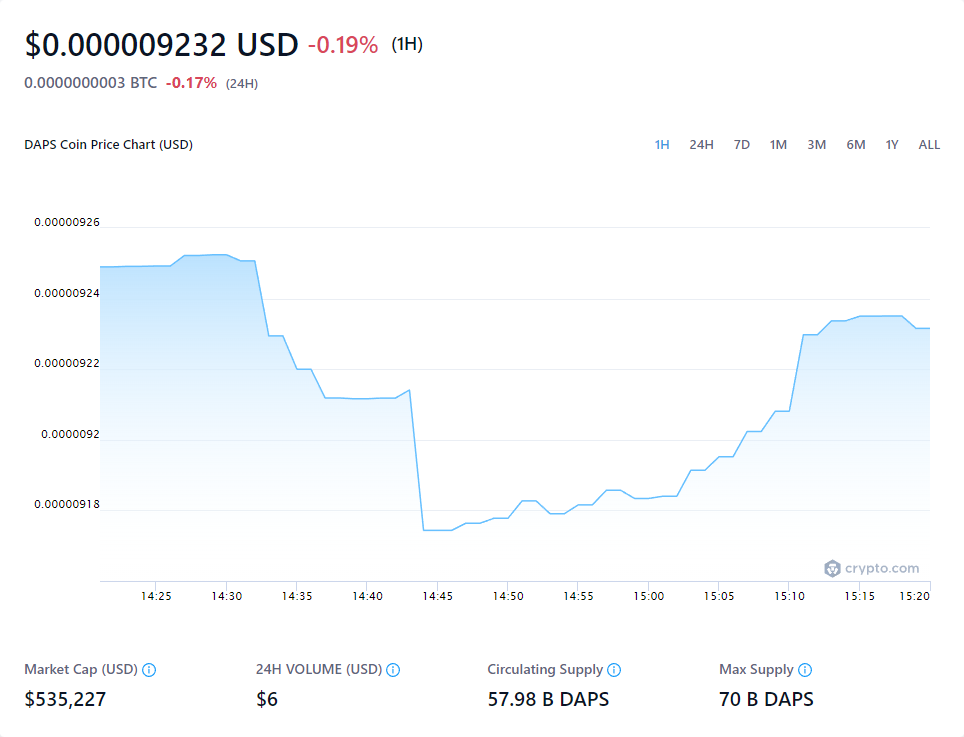 $0.000009232 USD -0.19% (1H)
0.0000000003 BTC -0.17% (24H)
DAPS Coin Price Chart (USD) 1H 24H 7D 1M 3M 6M 1Y ALL
0.00000926
0.00000924
0.00000922
0.0000092
0.00000918
crypto.com
14:25 14:30 14:35 14:40 14:45 14:50 14:55 15:00 15:05 15:10 15:15 15:20
Market Cap (USD) 24H VOLUME (USD) Circulating Supply Max Supply
$535,227 $6 57.98 B DAPS 70 B DAPS